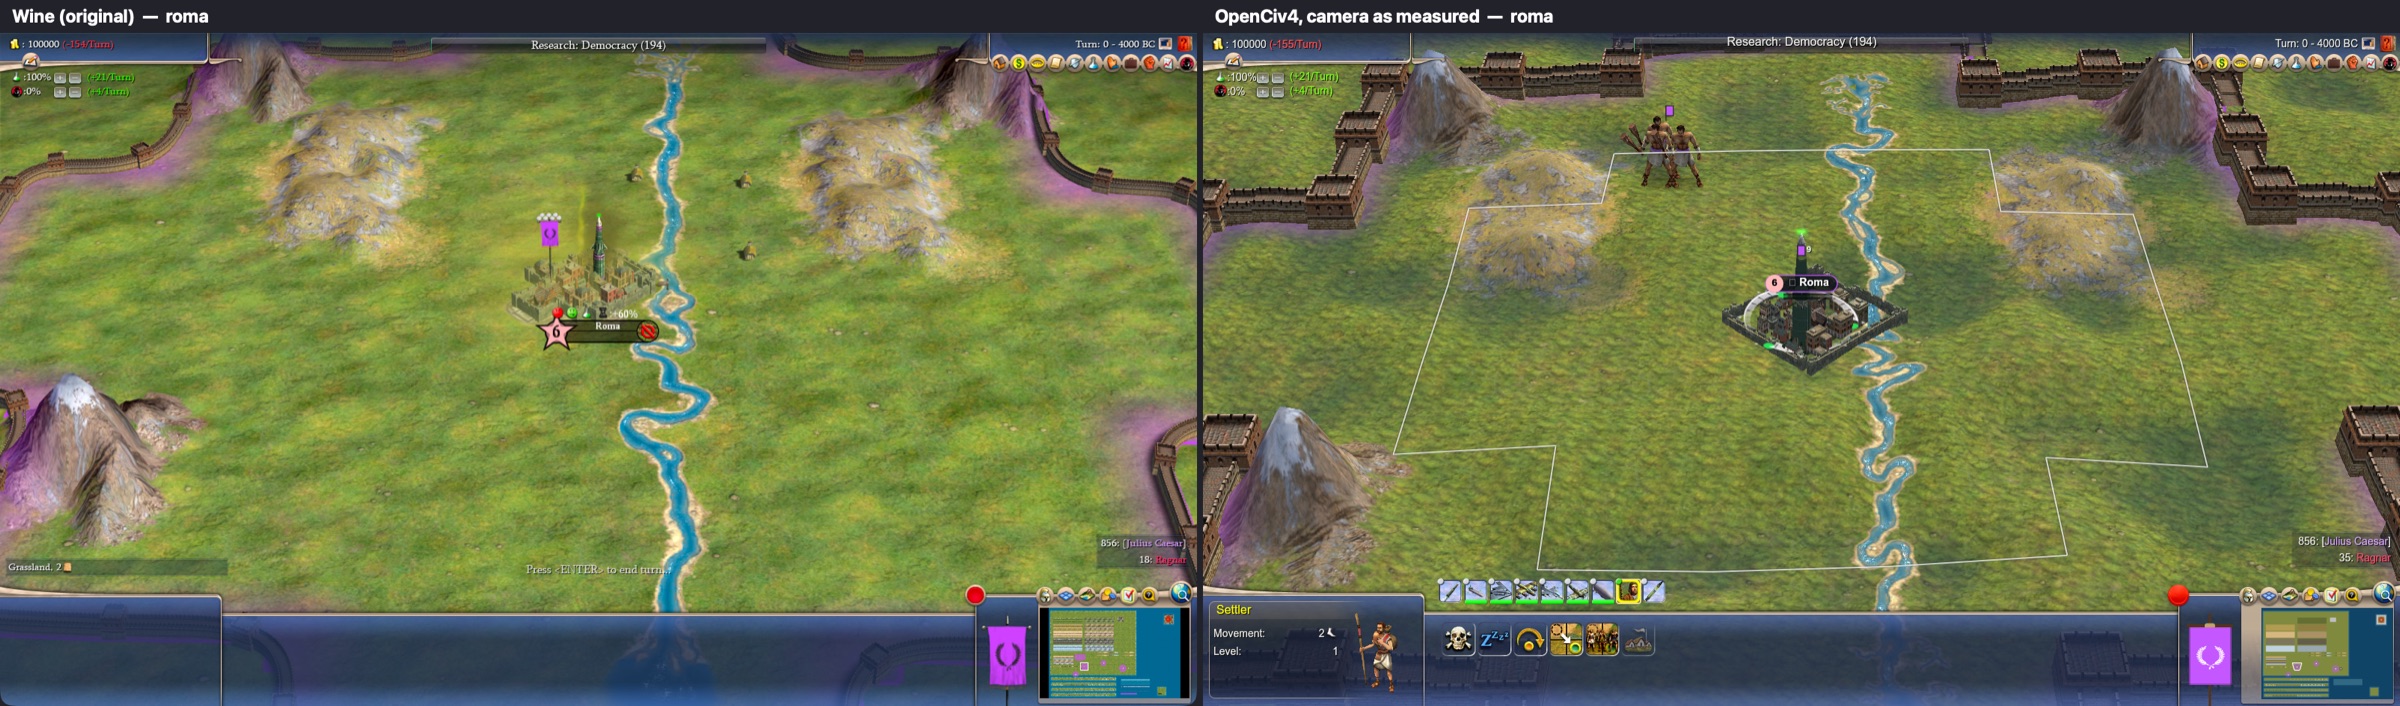 Wine (original) — roma
: 100000 (-154/Turn)
Research: Democracy (194)
Turn: 0 - 4000 BC
:100% (+21/Turn)
:0% (+4/Turn)
+60%
6 Roma
856: [Julius Caesar]
18: Ragnar
Grassland, 2
Press <ENTER> to end turn...
OpenCiv4, camera as measured — roma
: 100000 (-155/Turn)
Research: Democracy (194)
Turn: 0 - 4000 BC
:100% (+21/Turn)
:0% (+4/Turn)
9
6 Roma
856: [Julius Caesar]
35: Ragnar
Settler
Movement: 2
Level: 1